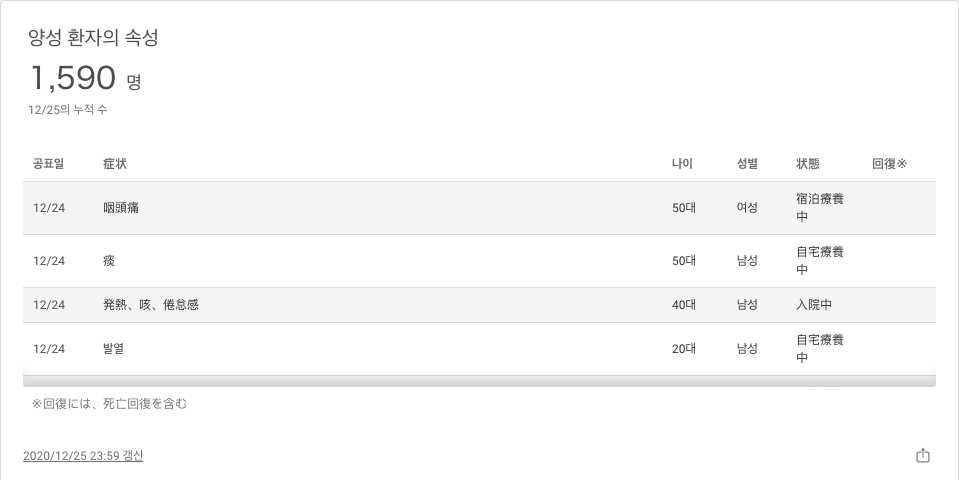 양성 환자의 속성
1,590 명
12/25의 누적 수
공표일 症状 나이 성별 状態 回復※
12/24 咽頭痛 50대 여성 宿泊療養
中
12/24 痰 50대 남성 自宅療養
中
12/24 発熱、咳、倦怠感 40대 남성 入院中
12/24 발열 20대 남성 自宅療養
中
※回復には、死亡回復を含む
2020/12/25 23:59 갱신